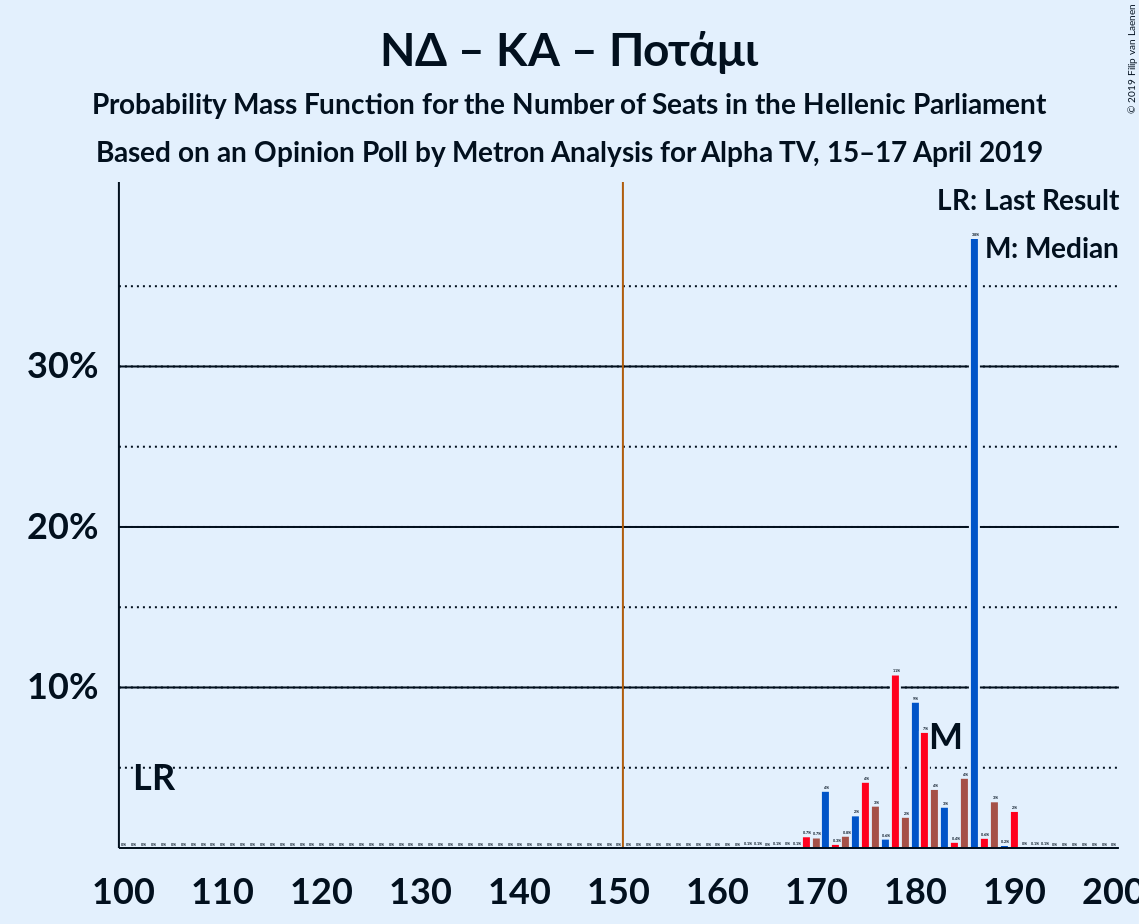 © 2019 Filip van Laenen
ΝΔ – ΚΑ – Ποτάμι
Probability Mass Function for the Number of Seats in the Hellenic Parliament
Based on an Opinion Poll by Metron Analysis for Alpha TV, 15–17 April 2019
LR: Last Result
M: Median
30%
20%
10%
LR
M
100 110 120 130 140 150 160 170 180 190 200